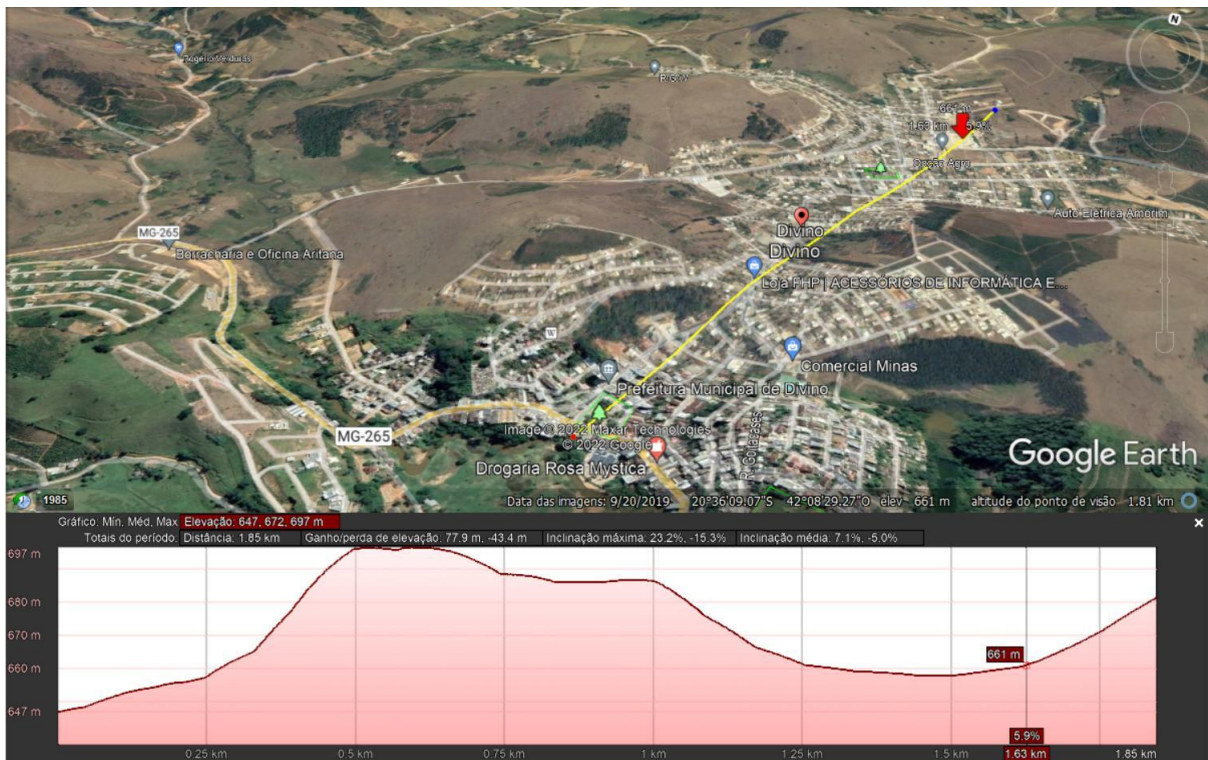 N
Rogério Verduras
661 m
1.63 km
5.9%
Opção Agro
Auto Elétrica Amorim
MG-265
Borracharia e Oficina Aritana
Divino
Divino
Loja PHP | ACESSÓRIOS DE INFORMÁTICA E...
W
Comercial Minas
Prefeitura Municipal de Divino
Image © 2022 Maxar Technologies
© 2022 Google
MG-265
Drogaria Rosa Mystica
R. Goitacases
Google Earth
1985
Data das imagens: 9/20/2019 20°36'09.07"S 42°08'29.27"O elev 661 m altitude do ponto de visão 1.81 km
Gráfico: Mín, Méd, Max Elevação: 647, 672, 697 m
Totais do período: Distância: 1.85 km Ganho/perda de elevação: 77.9 m, -43.4 m Inclinação máxima: 23.2%, -15.3% Inclinação média: 7.1%, -5.0%
697 m
680 m
670 m
660 m
647 m
661 m
5.9%
0.25 km 0.5 km 0.75 km 1 km 1.25 km 1.5 km 1.63 km 1.85 km